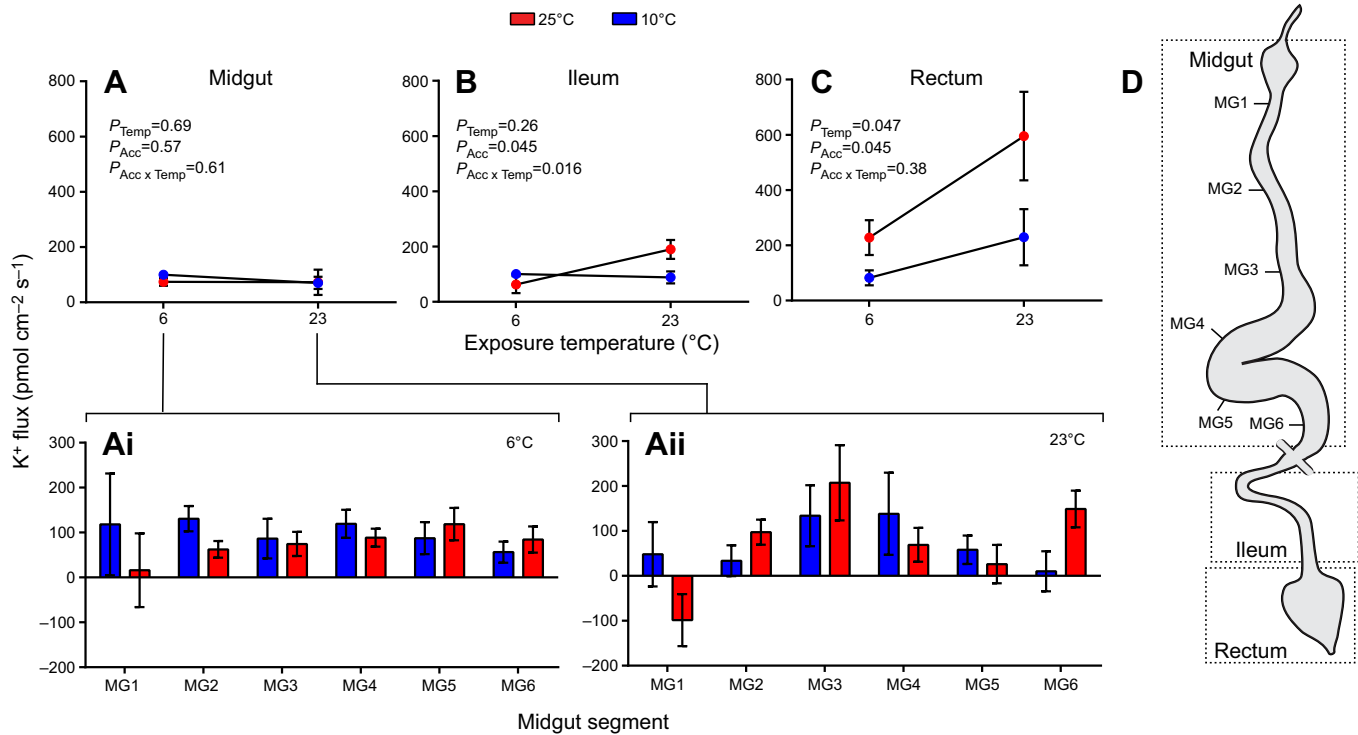 25°C 10°C
A Midgut
800
600
400
200
0
P_Temp=0.69
P_Acc=0.57
P_Acc x Temp=0.61
6 23
B Ileum
800
600
400
200
0
P_Temp=0.26
P_Acc=0.045
P_Acc x Temp=0.016
6 23
C Rectum
800
600
400
200
0
P_Temp=0.047
P_Acc=0.045
P_Acc x Temp=0.38
6 23
Exposure temperature (°C)
K⁺ flux (pmol cm⁻² s⁻¹)
Ai 6°C
300
200
100
0
–100
–200
MG1 MG2 MG3 MG4 MG5 MG6
Aii 23°C
300
200
100
0
–100
–200
MG1 MG2 MG3 MG4 MG5 MG6
Midgut segment
D
Midgut
MG1
MG2
MG3
MG4
MG5 MG6
Ileum
Rectum